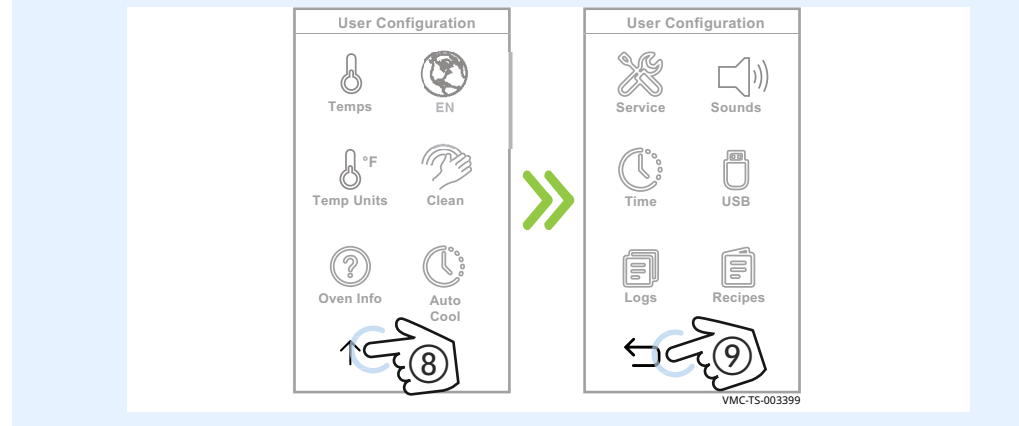 User Configuration
Temps
EN
°F
Temp Units
Clean
Oven Info
Auto
Cool
8
User Configuration
Service
Sounds
Time
USB
Logs
Recipes
9
VMC-TS-003399